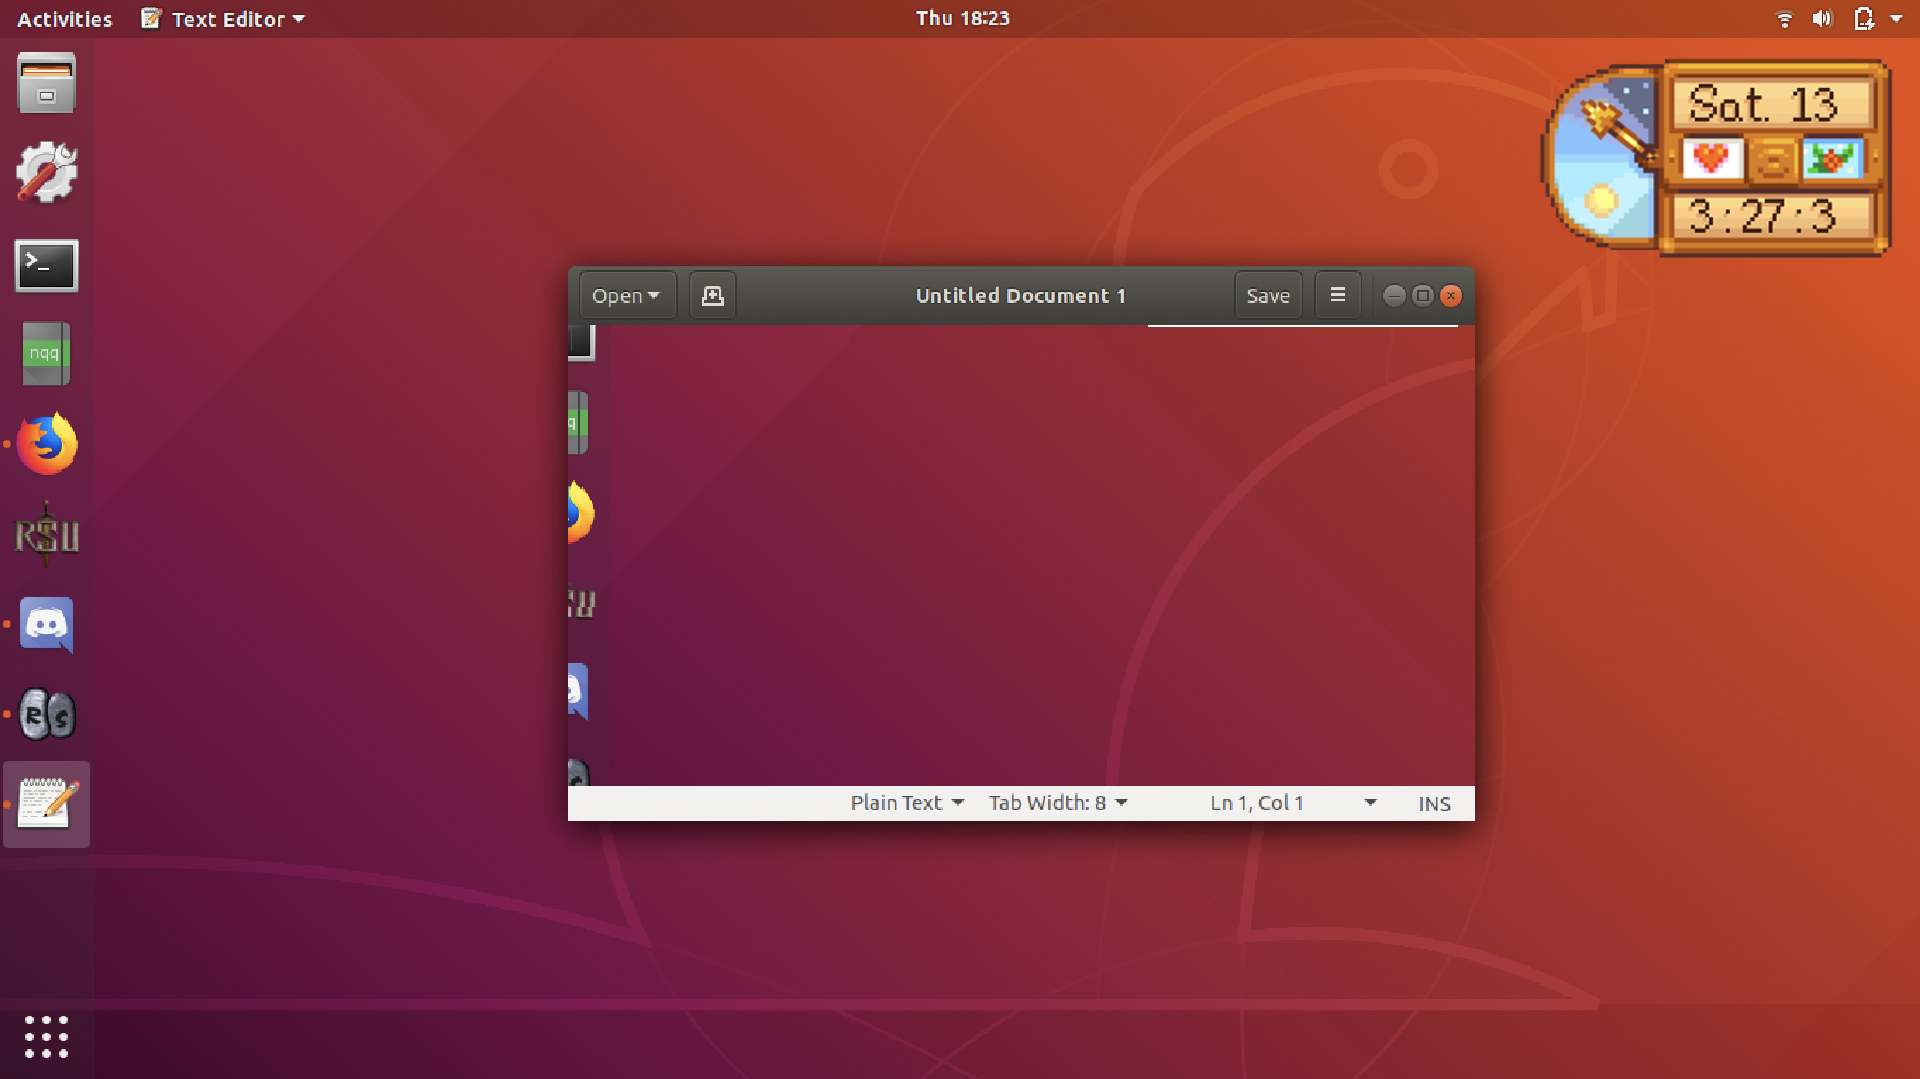 Activities Text Editor Thu 18:23
Sat. 13
3:27:3
Open Untitled Document 1 Save
>_
nqq
q
RSU
SU
R S
Plain Text Tab Width: 8 Ln 1, Col 1 INS